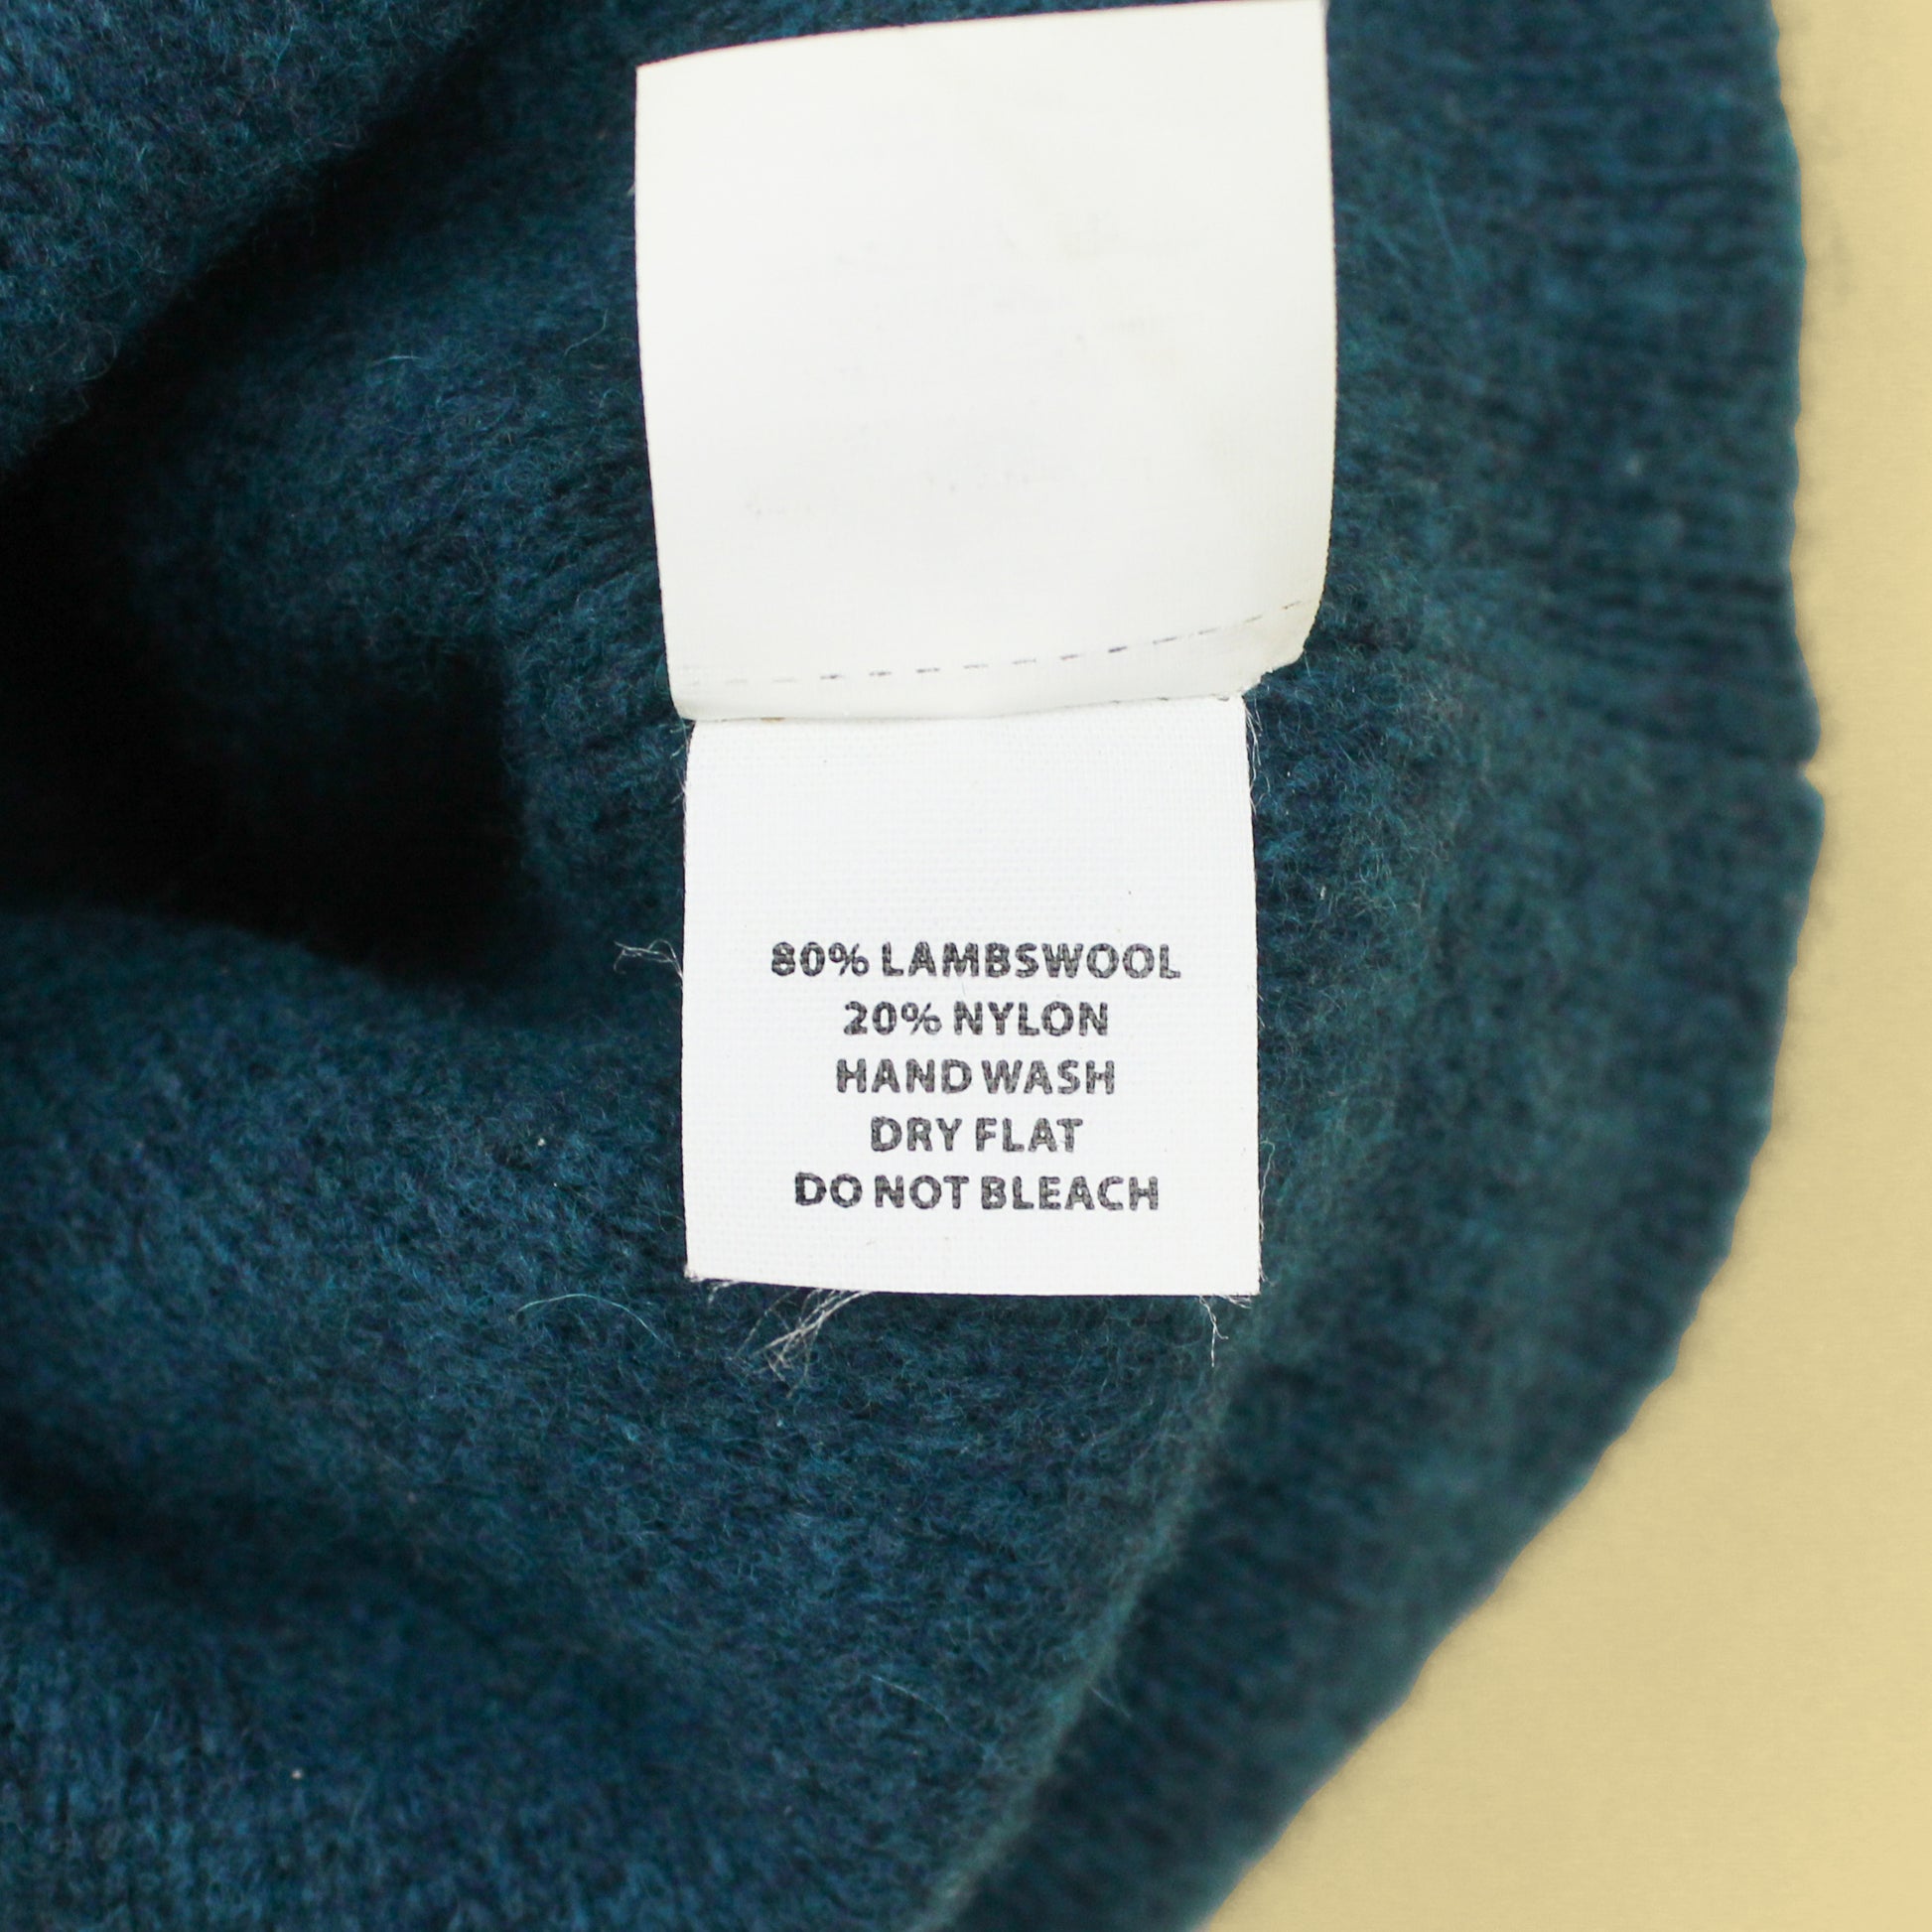 80% LAMBSWOOL
20% NYLON
HAND WASH
DRY FLAT
DO NOT BLEACH